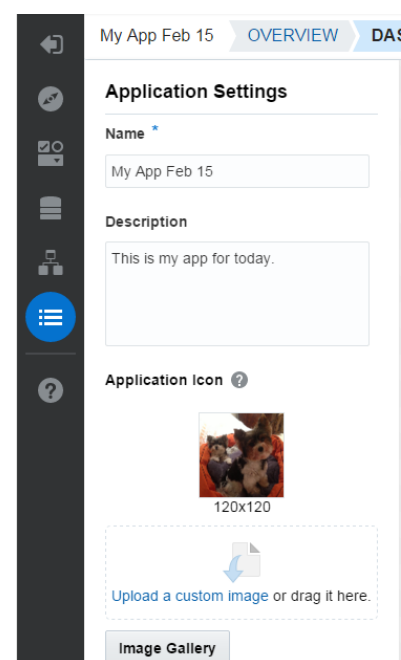 My App Feb 15 OVERVIEW
Application Settings
Name *
My App Feb 15
Description
This is my app for today.
Application Icon ?
120x120
Upload a custom image or drag it here.
Image Gallery
?